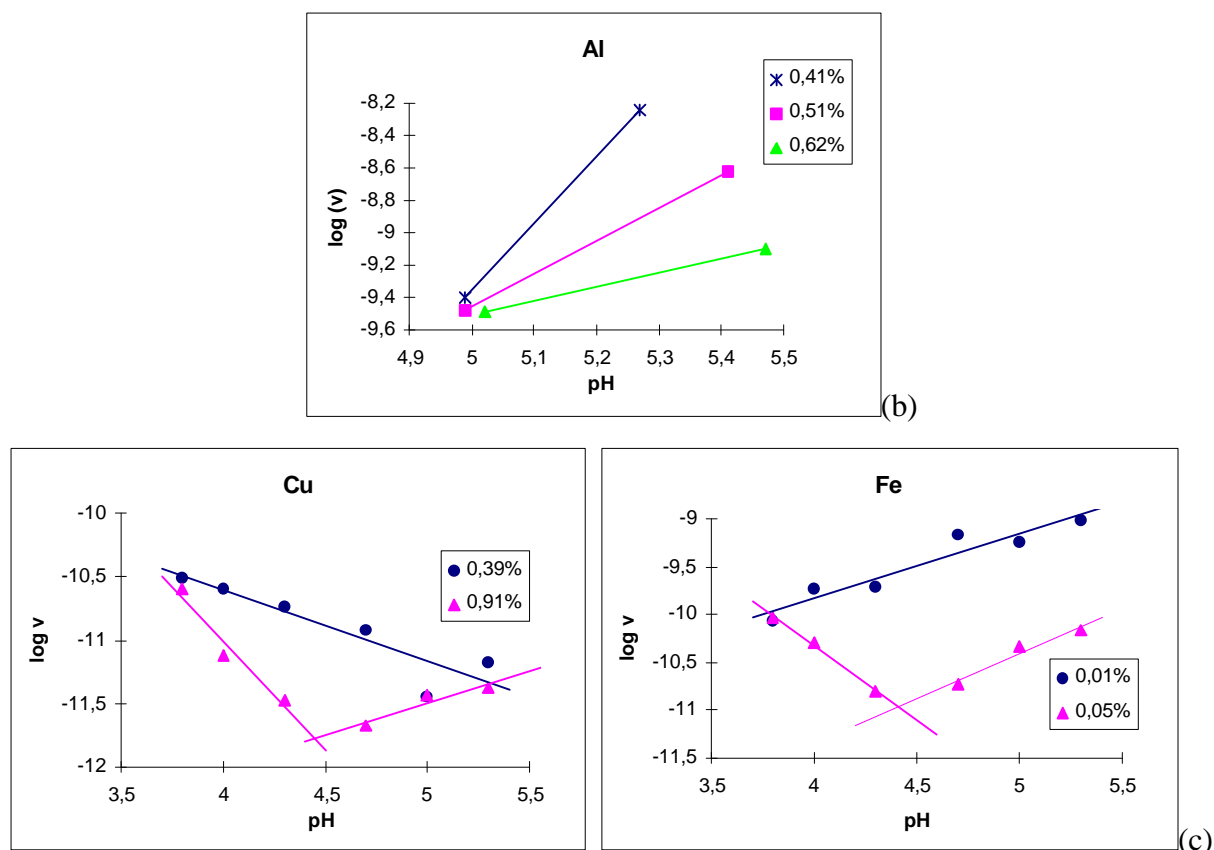 Al
0,41%
0,51%
0,62%
-8,2
-8,4
-8,6
-8,8
-9
-9,2
-9,4
-9,6
log (v)
4,9 5 5,1 5,2 5,3 5,4 5,5
pH
(b)
Cu
-10
-10,5
-11
-11,5
-12
log v
0,39%
0,91%
3,5 4 4,5 5 5,5
pH
Fe
-9
-9,5
-10
-10,5
-11
-11,5
log v
0,01%
0,05%
3,5 4 4,5 5 5,5
pH
(c)